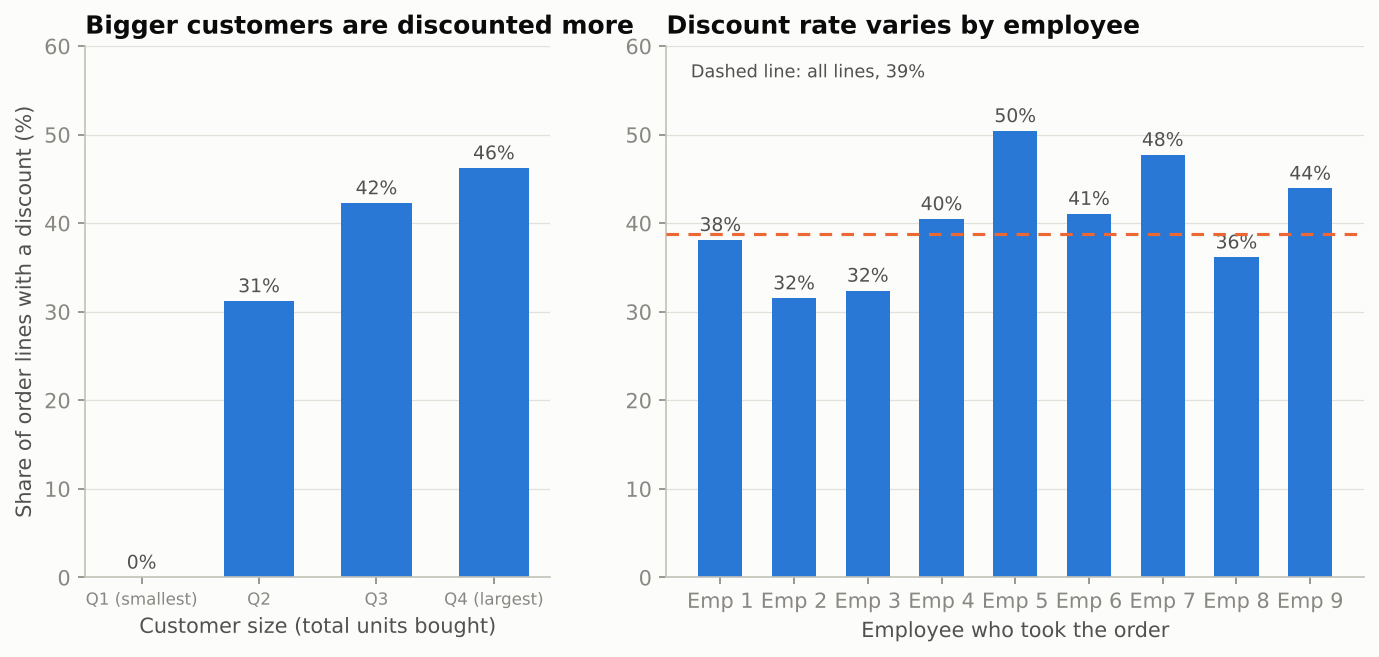 Bigger customers are discounted more
Share of order lines with a discount (%)
60
50
40
30
20
10
0
0%
31%
42%
46%
Q1 (smallest)
Q2
Q3
Q4 (largest)
Customer size (total units bought)
Discount rate varies by employee
Dashed line: all lines, 39%
60
50
40
30
20
10
0
38%
32%
32%
40%
50%
41%
48%
36%
44%
Emp 1
Emp 2
Emp 3
Emp 4
Emp 5
Emp 6
Emp 7
Emp 8
Emp 9
Employee who took the order